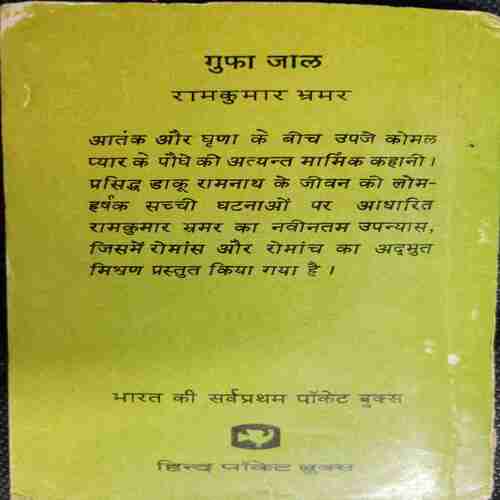 गुफा जाल
रामकुमार भ्रमर
आतंक और घृणा के बीच उपजे कोमल
प्यार के पौधे की अत्यन्त मार्मिक कहानी।
प्रसिद्ध डाकू रामनाथ के जीवन की लोम-
हर्षक सच्ची घटनाओं पर आधारित
रामकुमार भ्रमर का नवीनतम उपन्यास,
जिसमें रोमांस और रोमांच का अद्भुत
मिश्रण प्रस्तुत किया गया है।
भारत की सर्वप्रथम पॉकेट बुक्स
हिन्द पॉकेट बुक्स